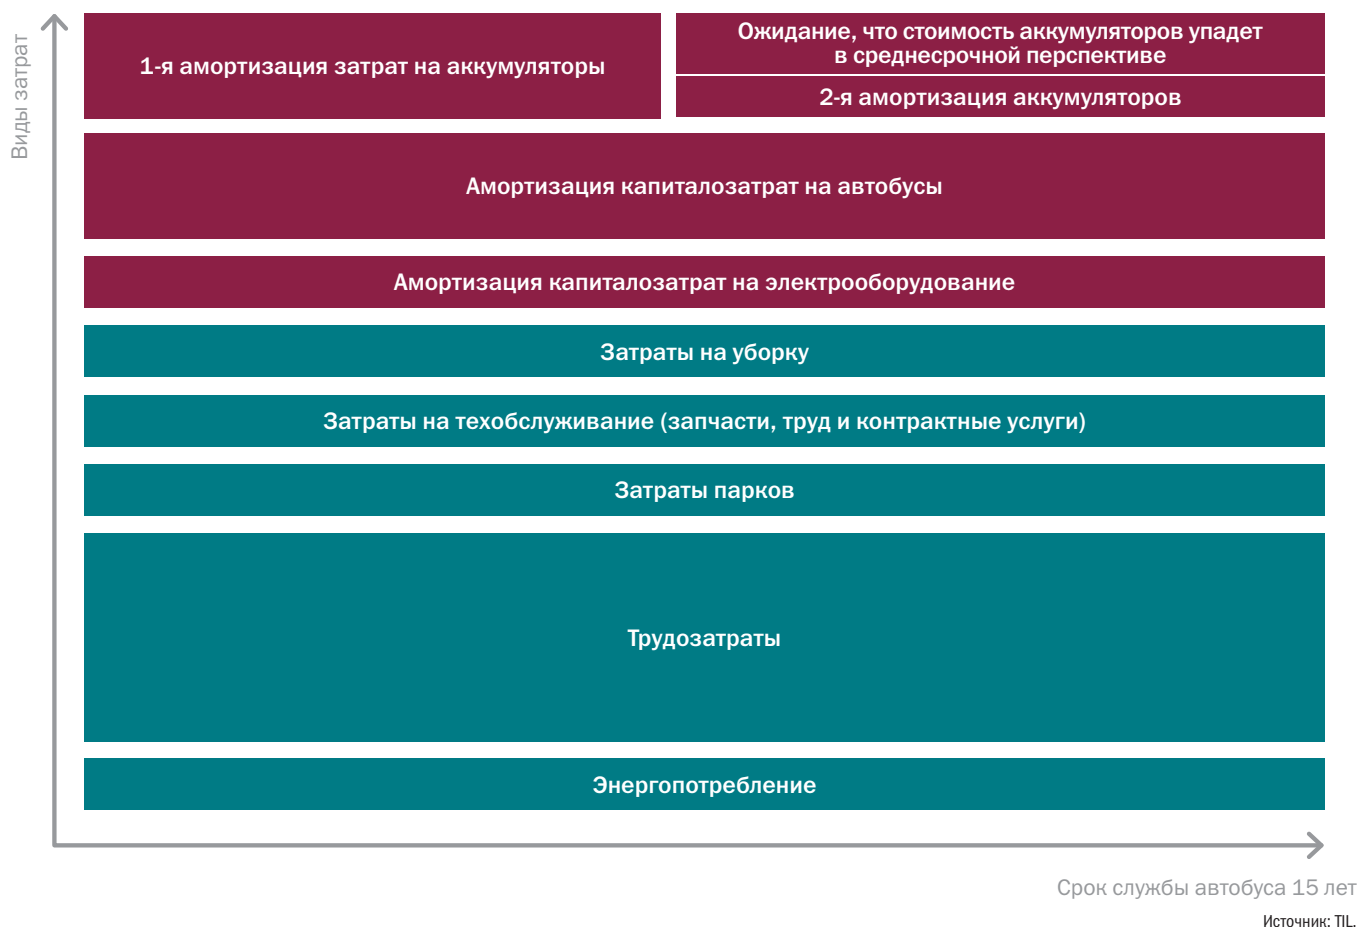 Виды затрат
1-я амортизация затрат на аккумуляторы
Ожидание, что стоимость аккумуляторов упадет
в среднесрочной перспективе
2-я амортизация аккумуляторов
Амортизация капиталозатрат на автобусы
Амортизация капиталозатрат на электрооборудование
Затраты на уборку
Затраты на техобслуживание (запчасти, труд и контрактные услуги)
Затраты парков
Трудозатраты
Энергопотребление
Срок службы автобуса 15 лет
Источник: TIL.